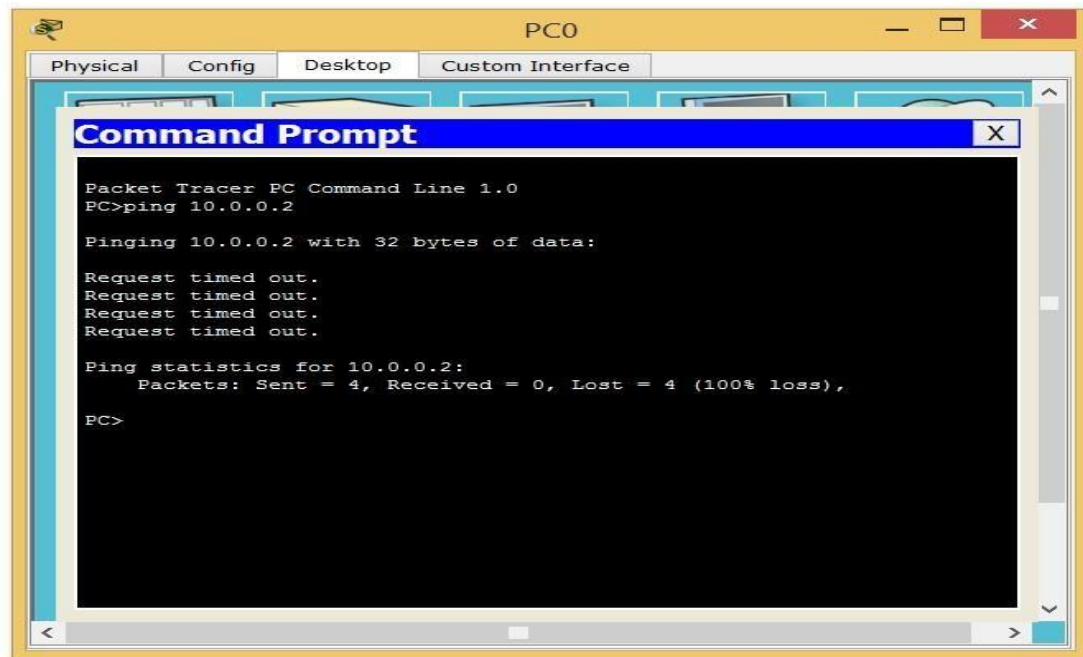 PC0
Physical Config Desktop Custom Interface
Command Prompt X
Packet Tracer PC Command Line 1.0
PC>ping 10.0.0.2
Pinging 10.0.0.2 with 32 bytes of data:
Request timed out.
Request timed out.
Request timed out.
Request timed out.
Ping statistics for 10.0.0.2:
Packets: Sent = 4, Received = 0, Lost = 4 (100% loss),
PC>